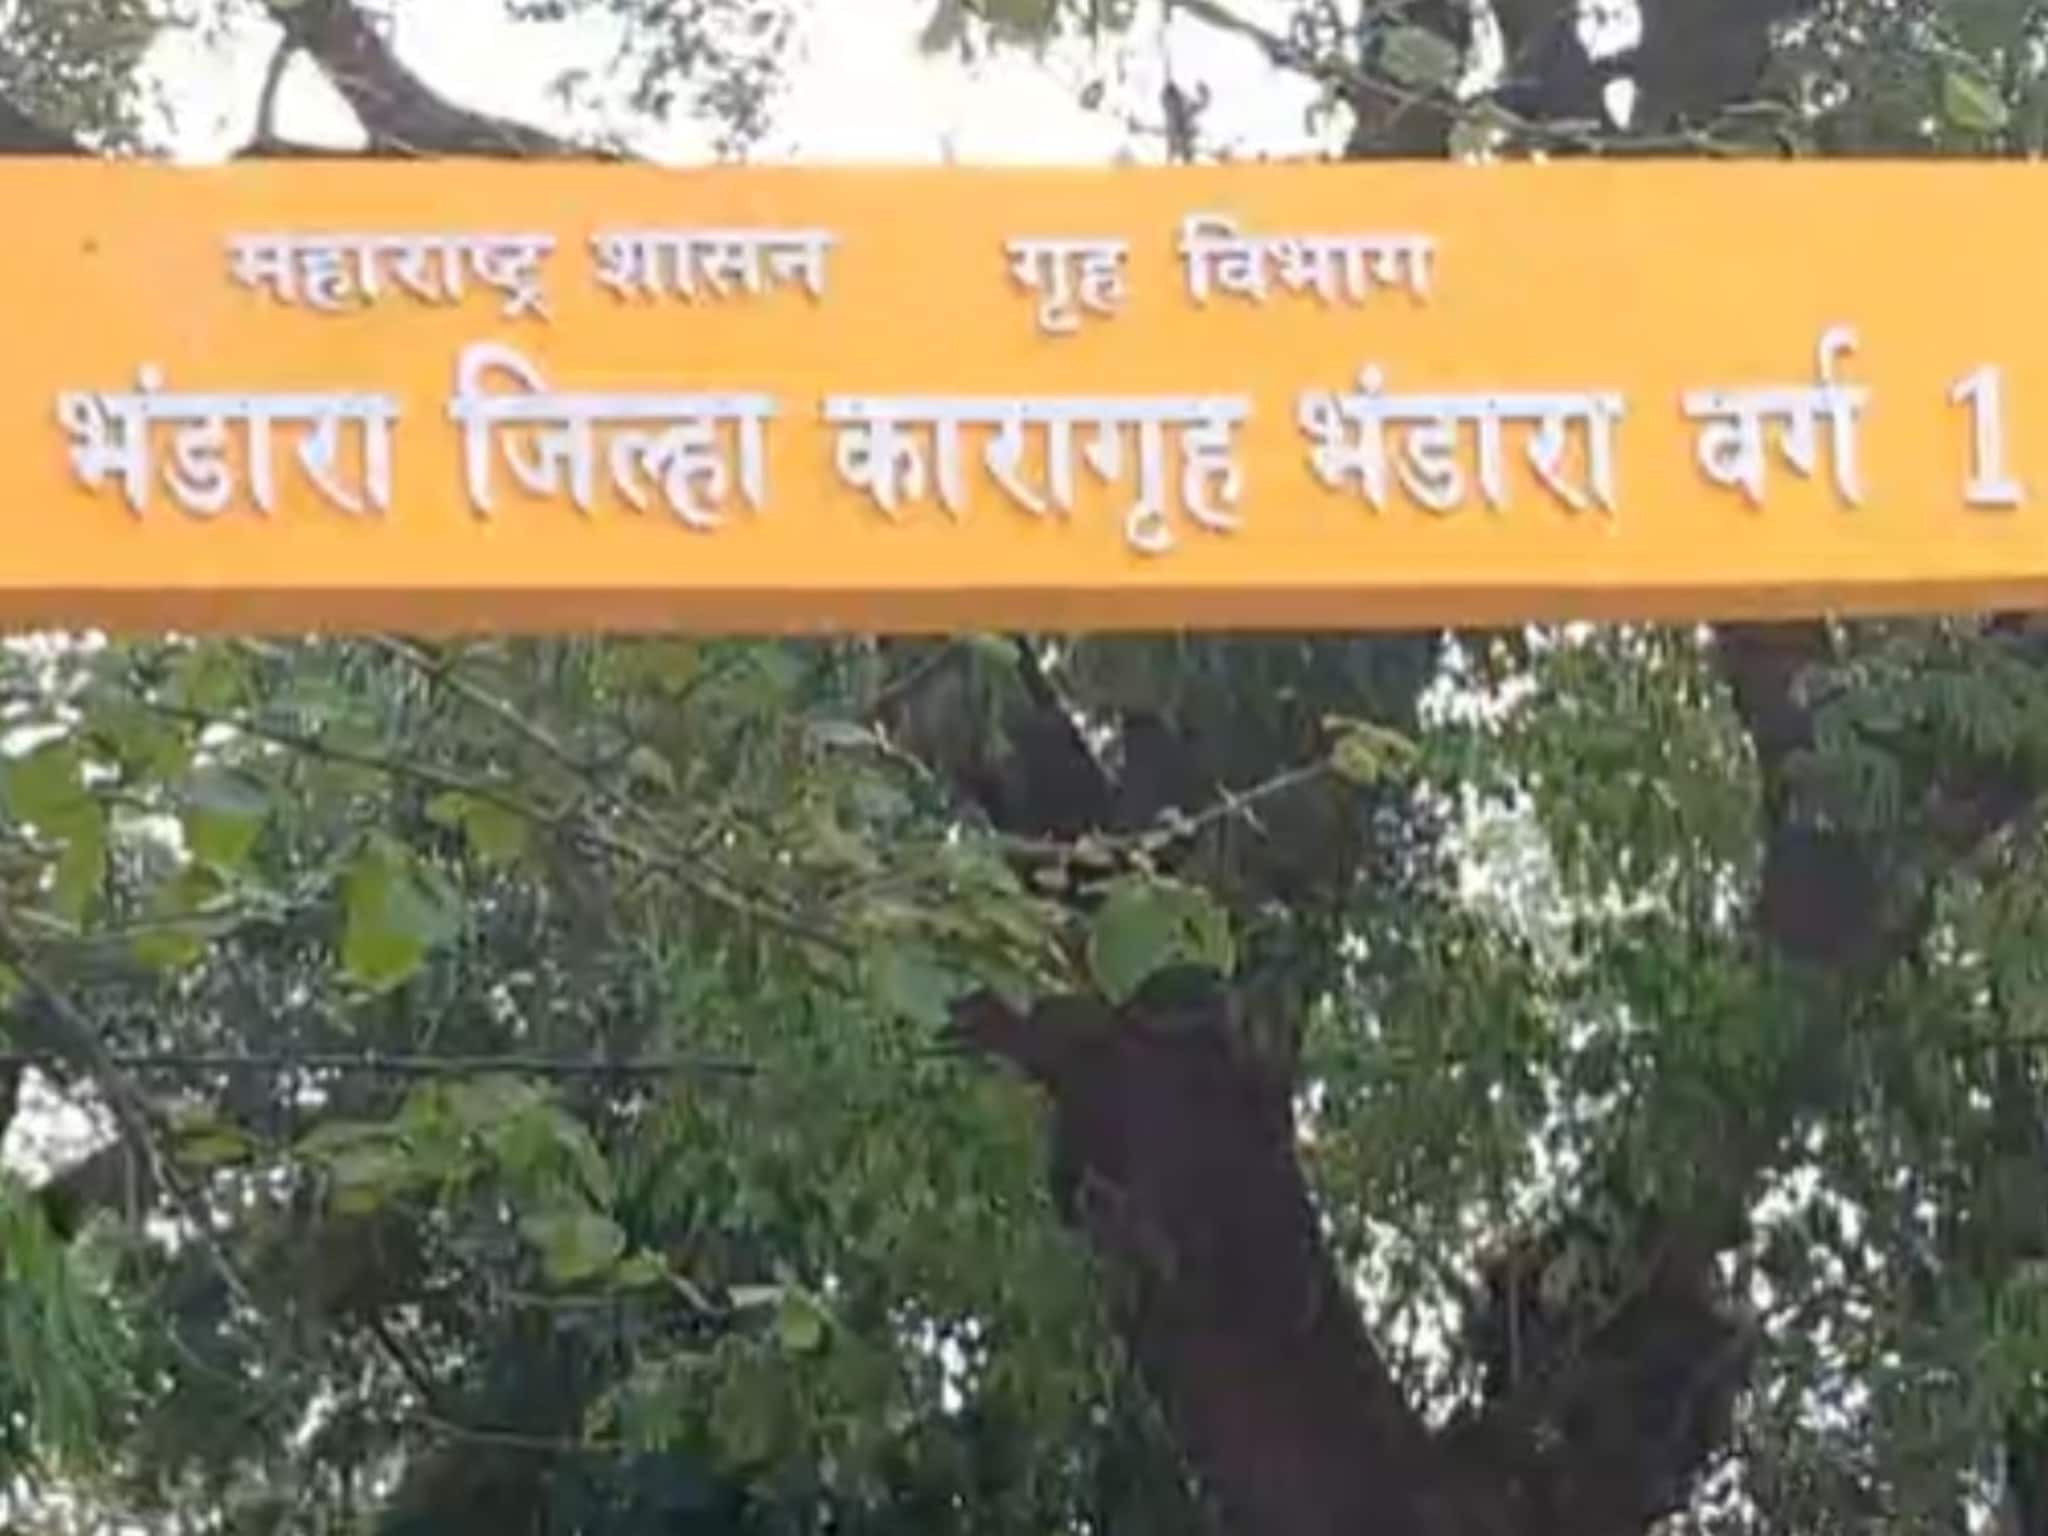 महाराष्ट्र शासन गृह विभाग
भंडारा जिल्हा कारागृह भंडारा वर्ग 1